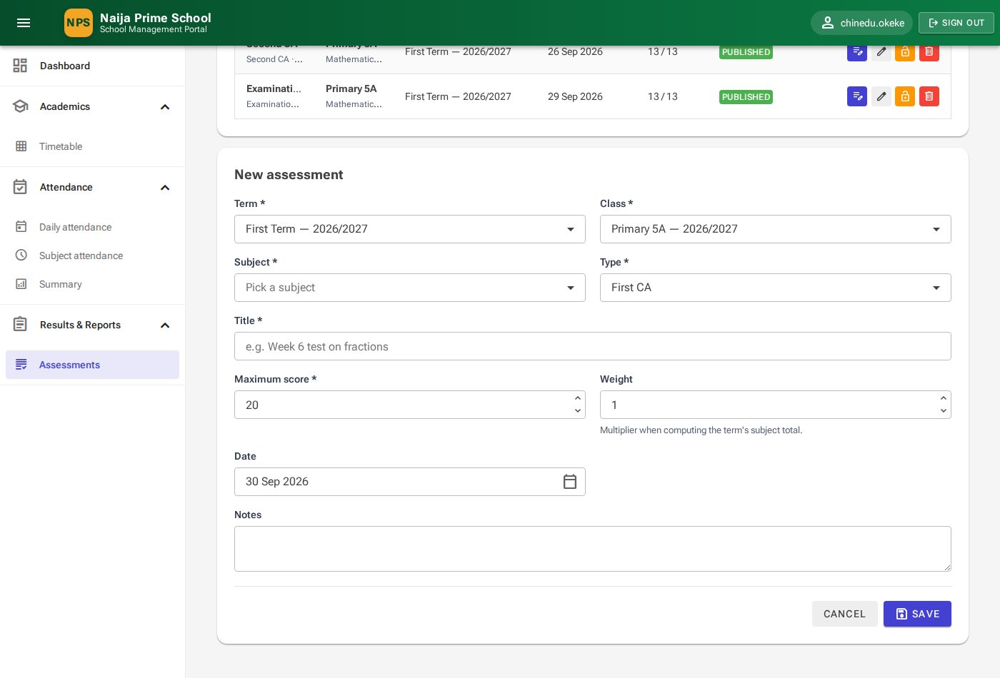 NPS
Naija Prime School
School Management Portal
chinedu.okeke
SIGN OUT
Dashboard
Academics
Timetable
Attendance
Daily attendance
Subject attendance
Summary
Results & Reports
Assessments
Second CA · ...
Mathematic...
First Term — 2026/2027
26 Sep 2026
13 / 13
PUBLISHED
Examinati...
Primary 5A
First Term — 2026/2027
29 Sep 2026
13 / 13
PUBLISHED
Examinatio...
Mathematic...
New assessment
Term *
Class *
First Term — 2026/2027
Primary 5A — 2026/2027
Subject *
Type *
Pick a subject
First CA
Title *
e.g. Week 6 test on fractions
Maximum score *
Weight
20
1
Multiplier when computing the term's subject total.
Date
30 Sep 2026
Notes
CANCEL
SAVE